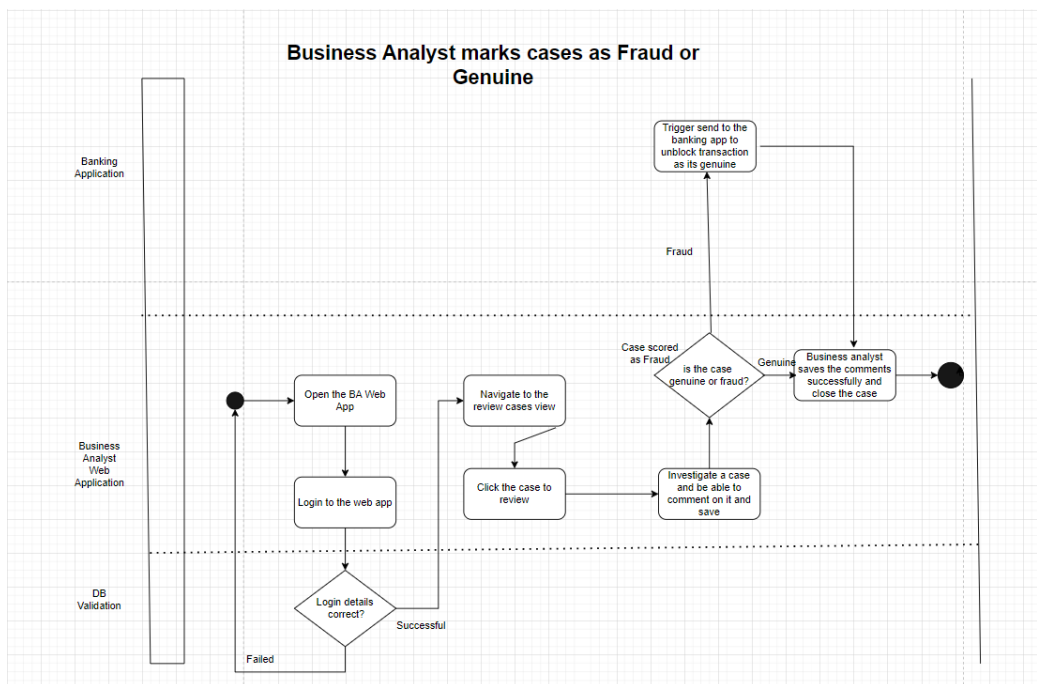 Business Analyst marks cases as Fraud or
Genuine
Banking
Application
Trigger send to the
banking app to
unblock transaction
as its genuine
Fraud
Case scored
as Fraud
is the case
genuine or fraud?
Genuine
Business analyst
saves the comments
successfully and
close the case
Open the BA Web
App
Navigate to the
review cases view
Business
Analyst
Web
Application
Login to the web app
Click the case to
review
Investigate a case
and be able to
comment on it and
save
DB
Validation
Login details
correct?
Successful
Failed